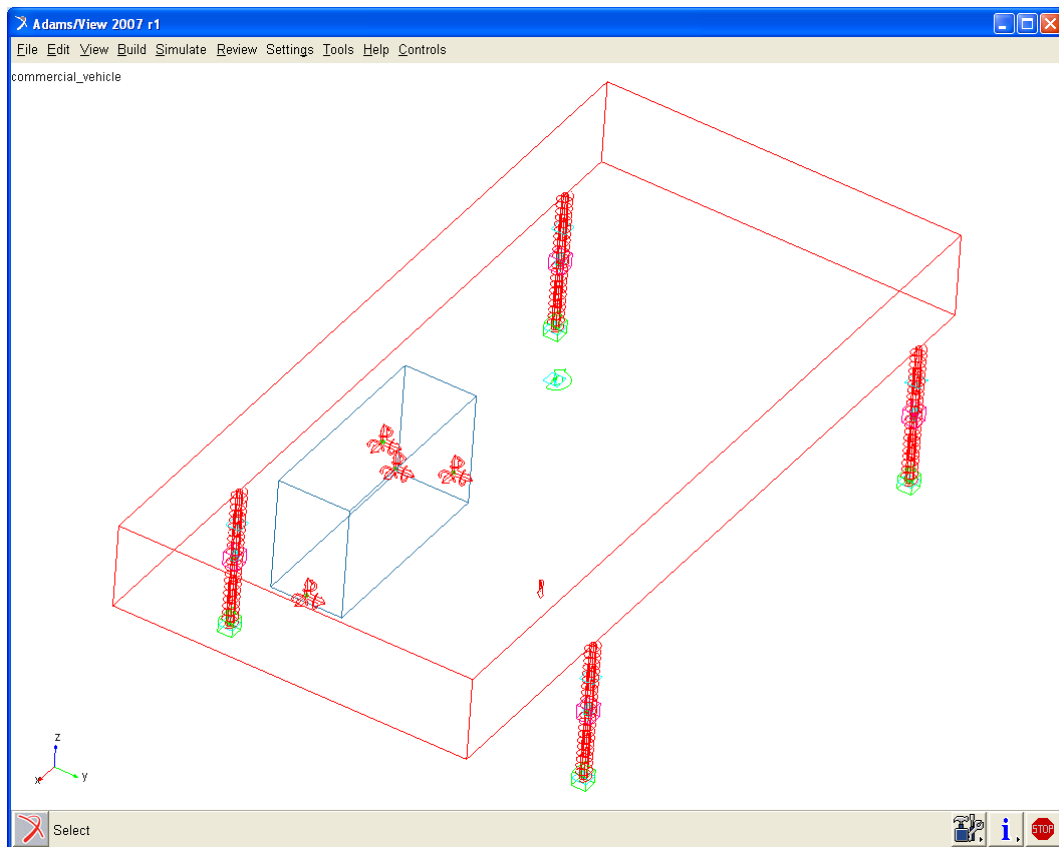 Adams/View 2007 r1
File Edit View Build Simulate Review Settings Tools Help Controls
commercial_vehicle
z
x
y
Select
i
STOP